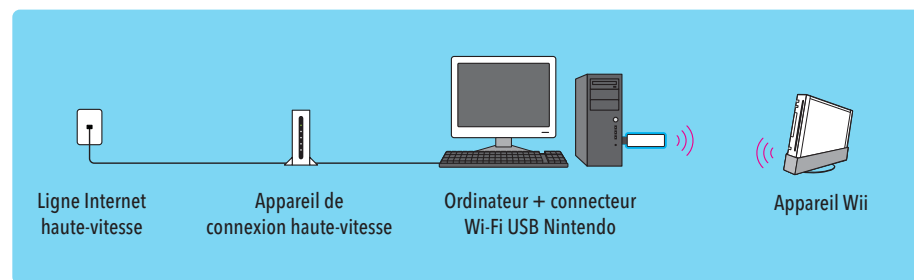 Ligne Internet
haute-vitesse
Appareil de
connexion haute-vitesse
Ordinateur + connecteur
Wi-Fi USB Nintendo
Appareil Wii